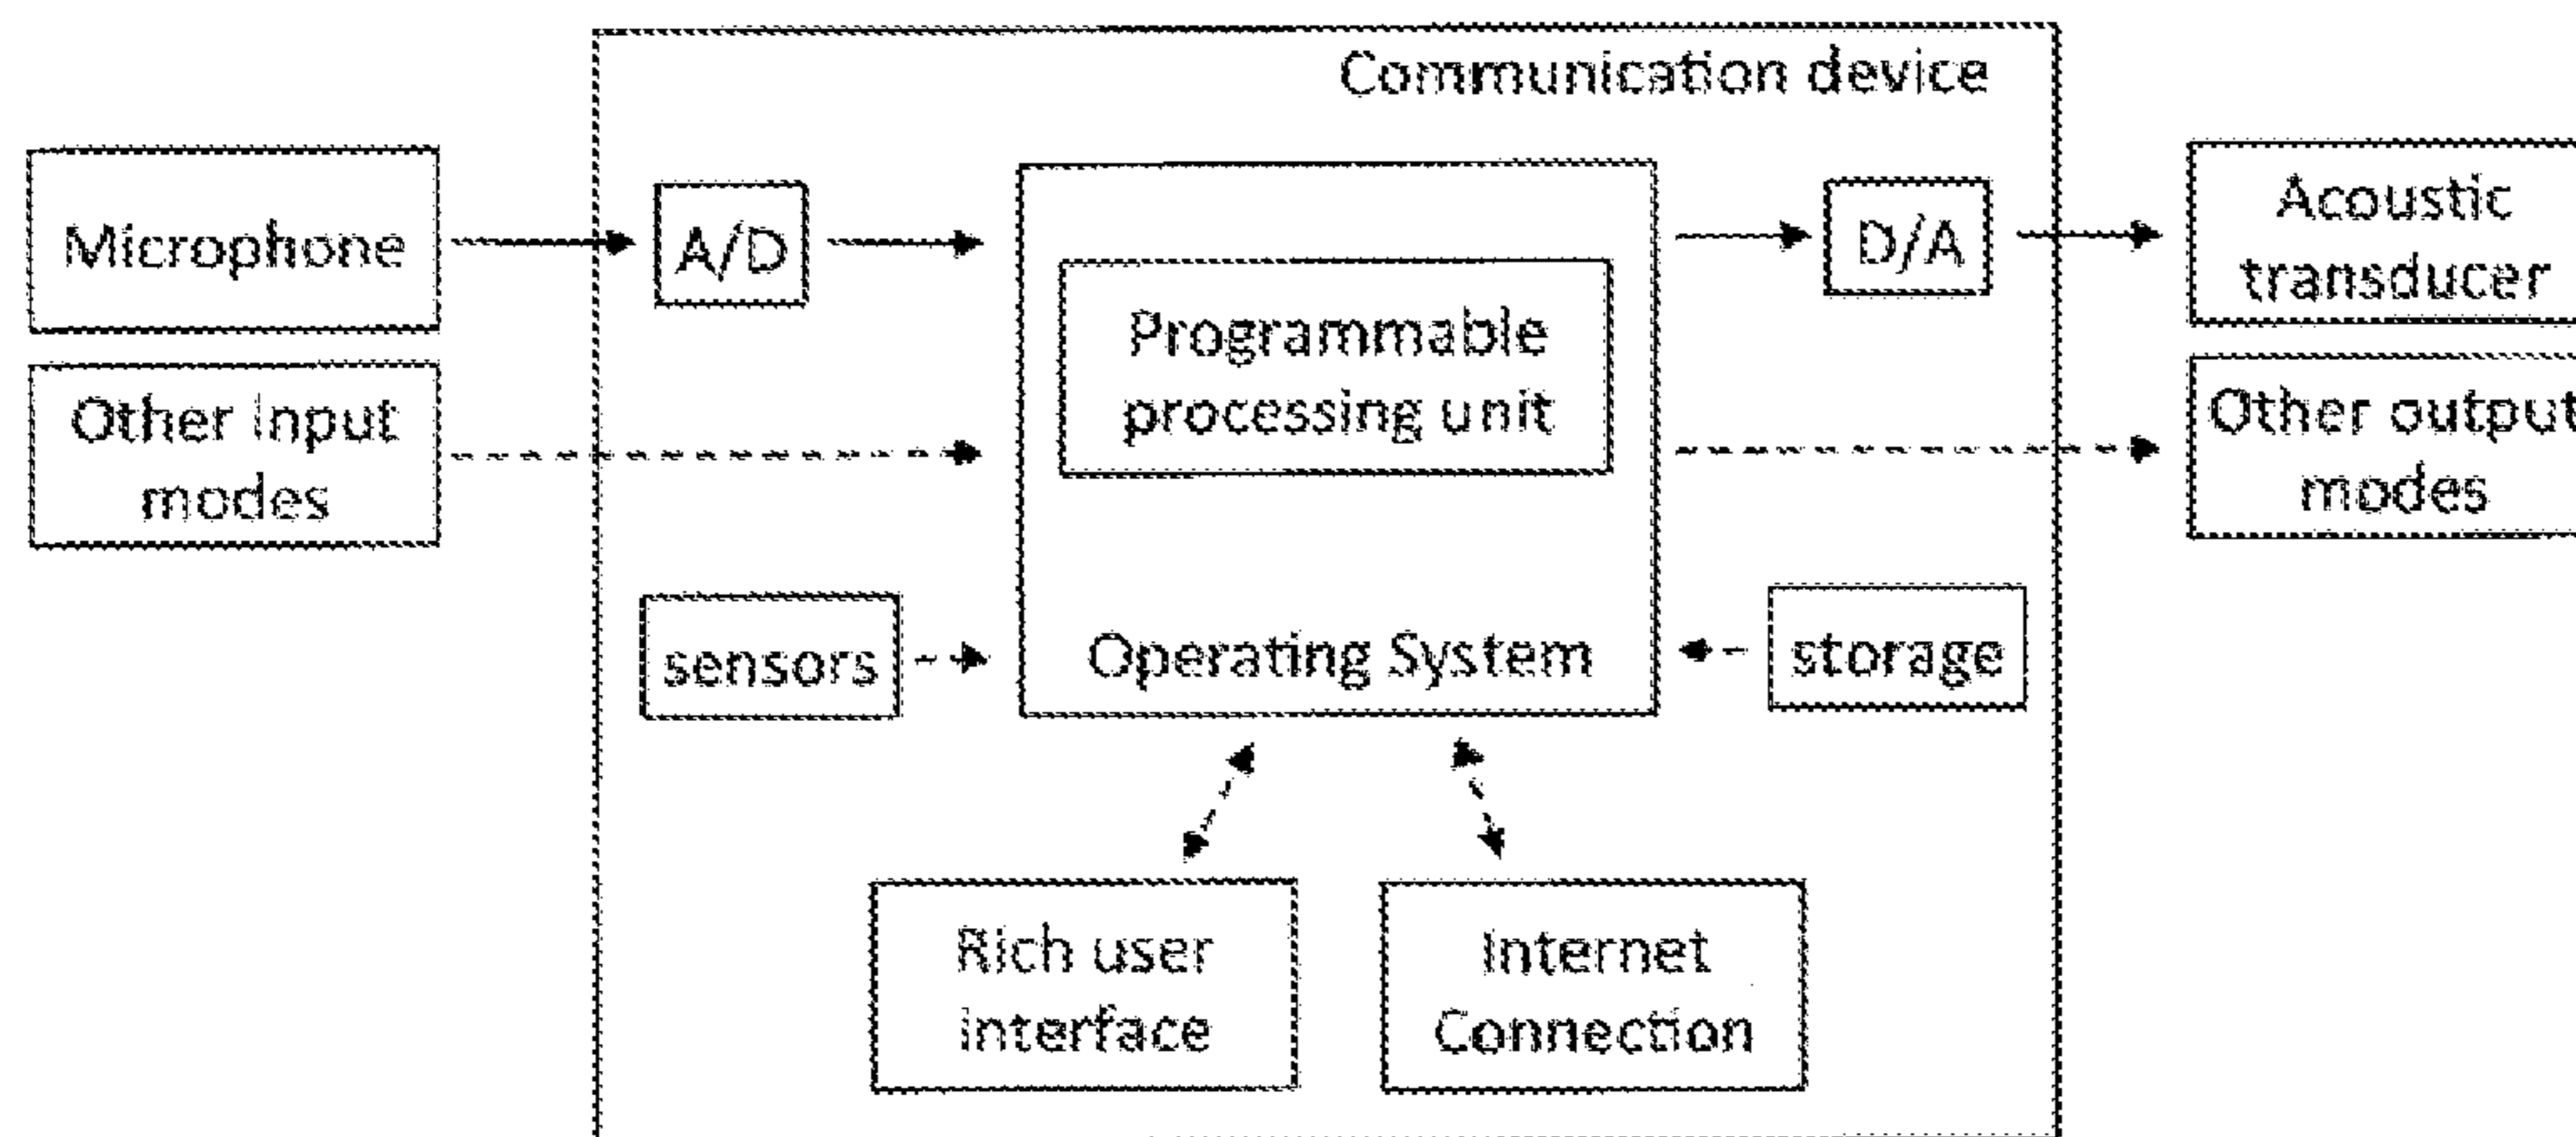 Communication device
Microphone
A/D
D/A
Acoustic
transducer
Programmable
processing unit
Other input
modes
Other output
modes
sensors
Operating System
storage
Rich user
interface
Internet
Connection